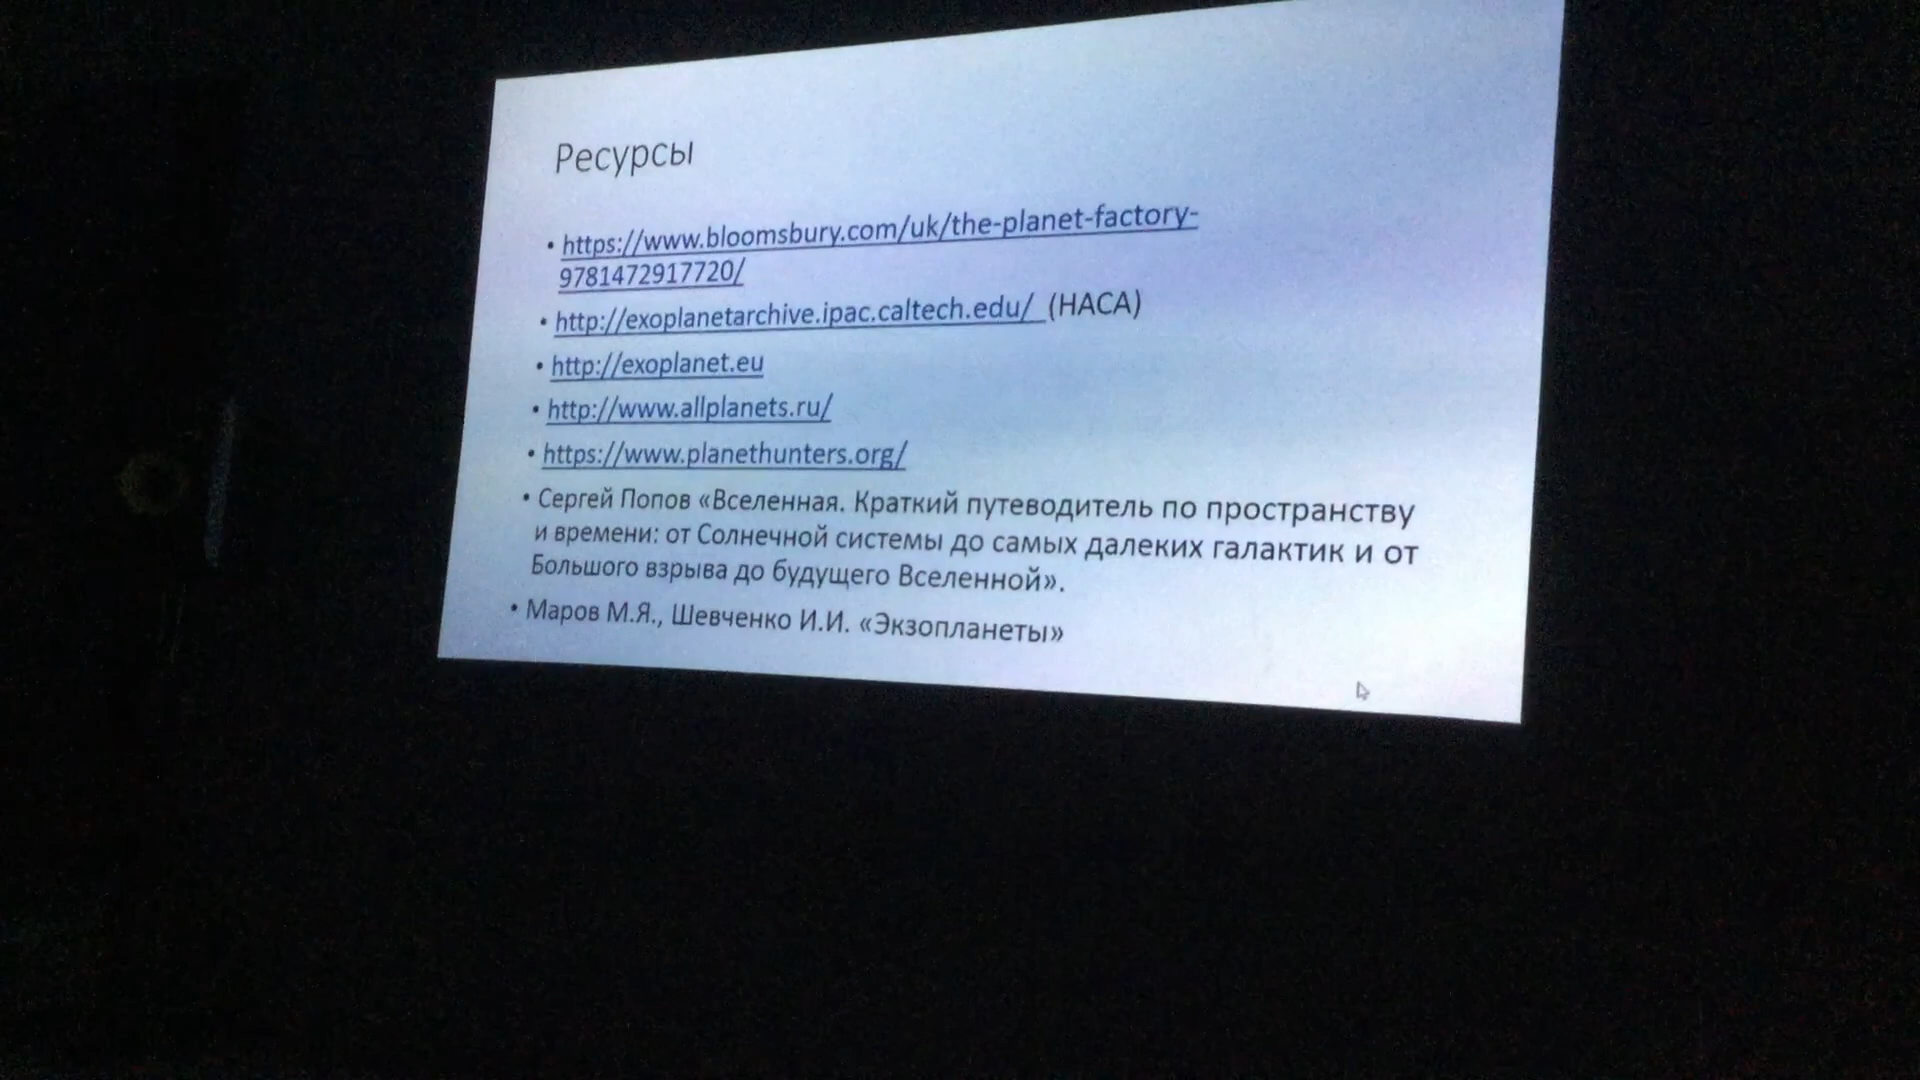 Ресурсы
• https://www.bloomsbury.com/uk/the-planet-factory-
9781472917720/
• http://exoplanetarchive.ipac.caltech.edu/ (НАСА)
• http://exoplanet.eu
• http://www.allplanets.ru/
• https://www.planethunters.org/
• Сергей Попов «Вселенная. Краткий путеводитель по пространству
и времени: от Солнечной системы до самых далеких галактик и от
Большого взрыва до будущего Вселенной».
• Маров М.Я., Шевченко И.И. «Экзопланеты»